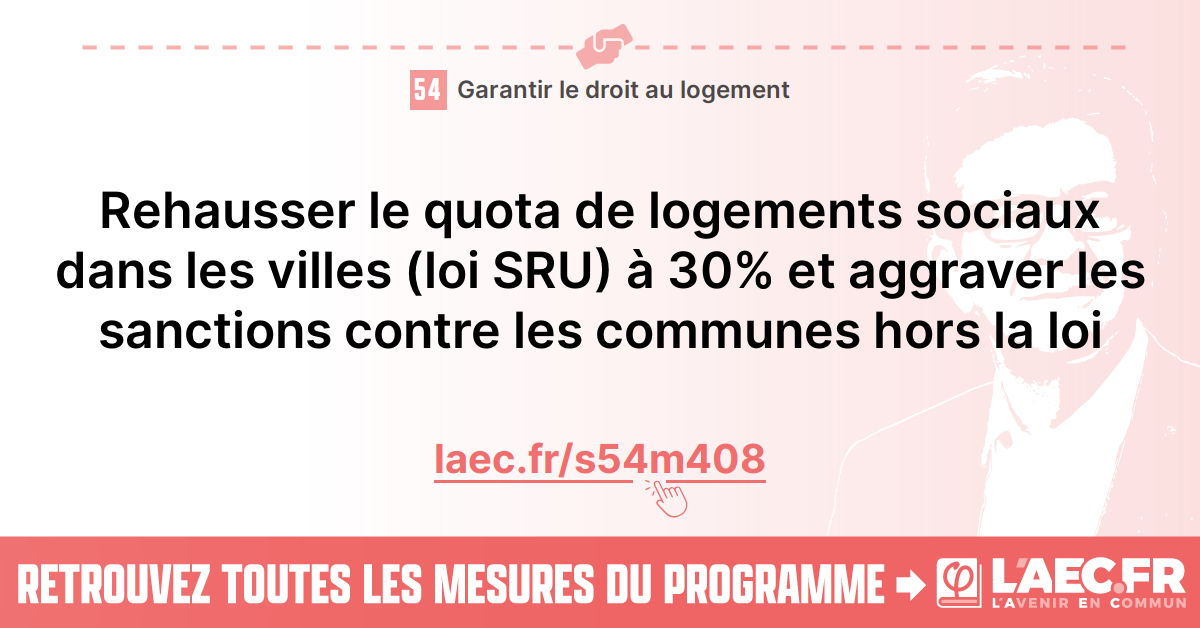 54 Garantir le droit au logement
Rehausser le quota de logements sociaux
dans les villes (loi SRU) à 30% et aggraver les
sanctions contre les communes hors la loi
laec.fr/s54m408
RETROUVEZ TOUTES LES MESURES DU PROGRAMME
φ L'AEC.FR
L'AVENIR EN COMMUN